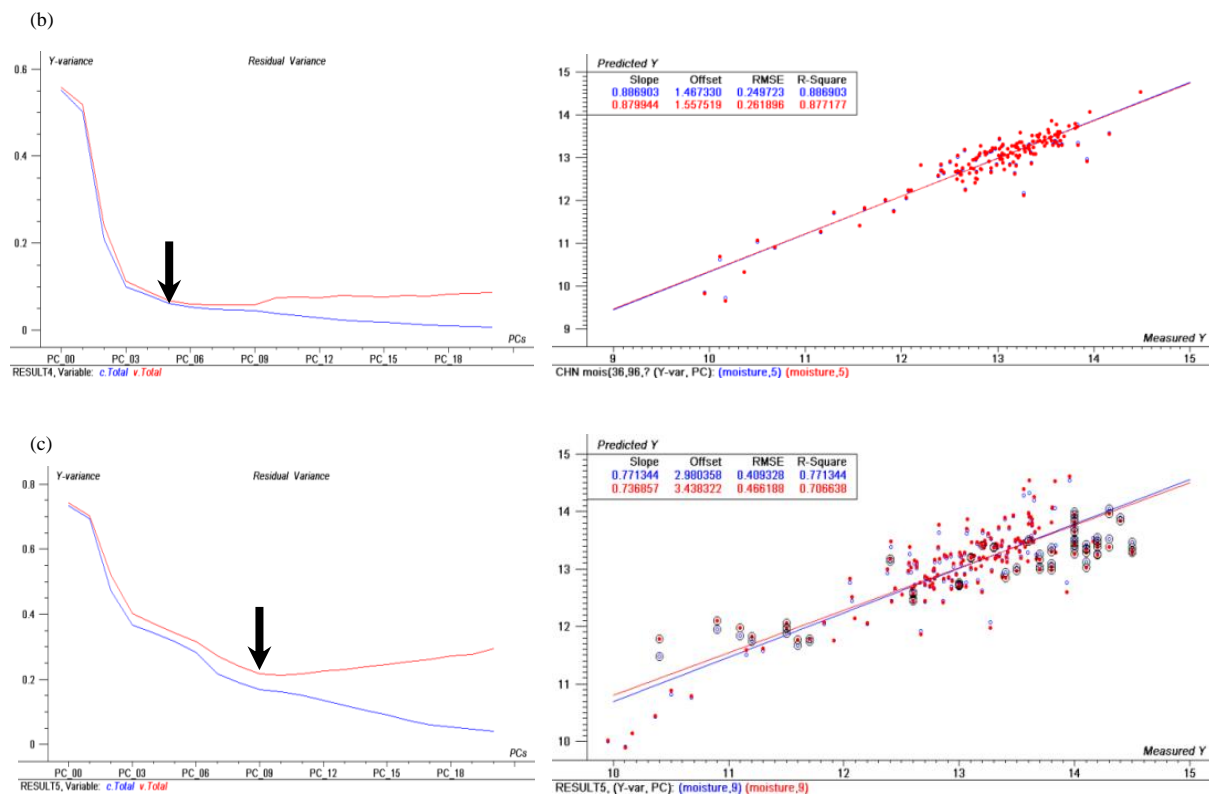 (b)
Y-variance Residual Variance
0.6
0.4
0.2
0
PCs
PC_00 PC_03 PC_06 PC_09 PC_12 PC_15 PC_18
RESULT4, Variable: c.Total v.Total
Predicted Y
15
Slope Offset RMSE R-Square
0.886903 1.467330 0.249723 0.886903
0.879944 1.557519 0.261896 0.877177
14
13
12
11
10
9
Measured Y
9 10 11 12 13 14 15
CHN mois(36,96,? (Y-var, PC): (moisture,5) (moisture,5)
(c)
Y-variance Residual Variance
0.8
0.6
0.4
0.2
0
PCs
PC_00 PC_03 PC_06 PC_09 PC_12 PC_15 PC_18
RESULT5, Variable: c.Total v.Total
Predicted Y
15
Slope Offset RMSE R-Square
0.771344 2.980358 0.409328 0.771344
0.736857 3.438322 0.466188 0.706638
14
13
12
11
10
Measured Y
10 11 12 13 14 15
RESULT5, (Y-var, PC): (moisture,9) (moisture,9)